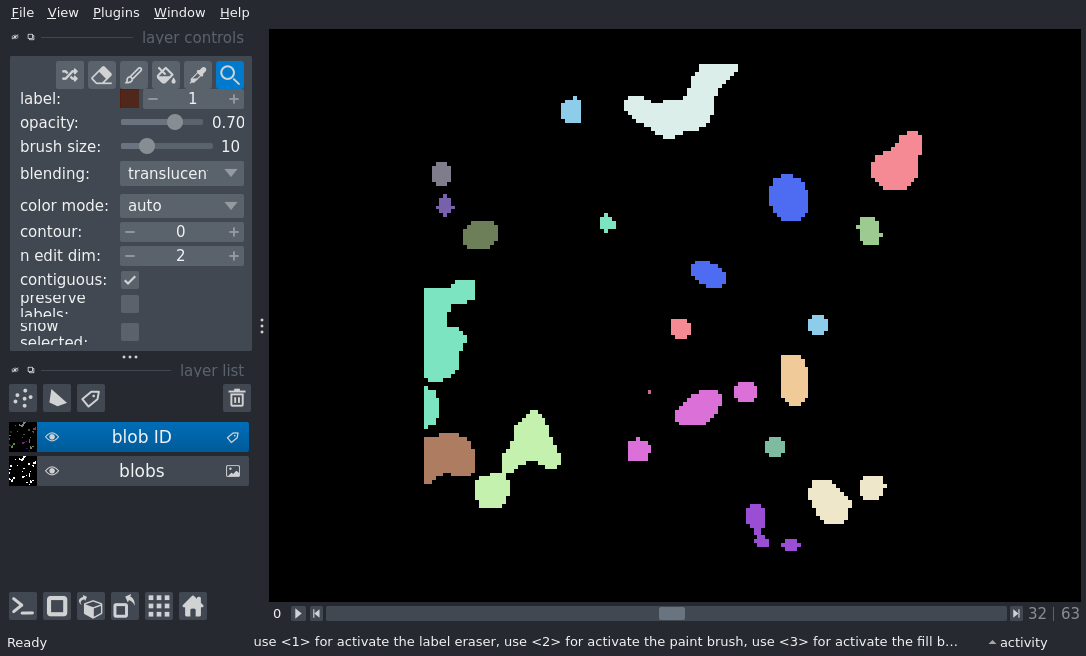 File View Plugins Window Help
layer controls
label: 1
opacity: 0.70
brush size: 10
blending: translucen
color mode: auto
contour: 0
n edit dim: 2
contiguous:
preserve
labels:
show
selected:
layer list
blob ID
blobs
0 32 | 63
Ready use <1> for activate the label eraser, use <2> for activate the paint brush, use <3> for activate the fill b... activity